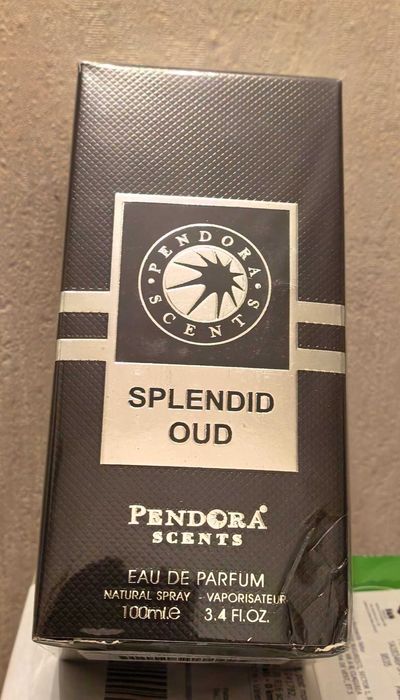 PENDORA
SCENTS
SPLENDID
OUD
PENDORA®
SCENTS
EAU DE PARFUM
NATURAL SPRAY - VAPORISATEUR
100ml.e 3.4 Fl.OZ.